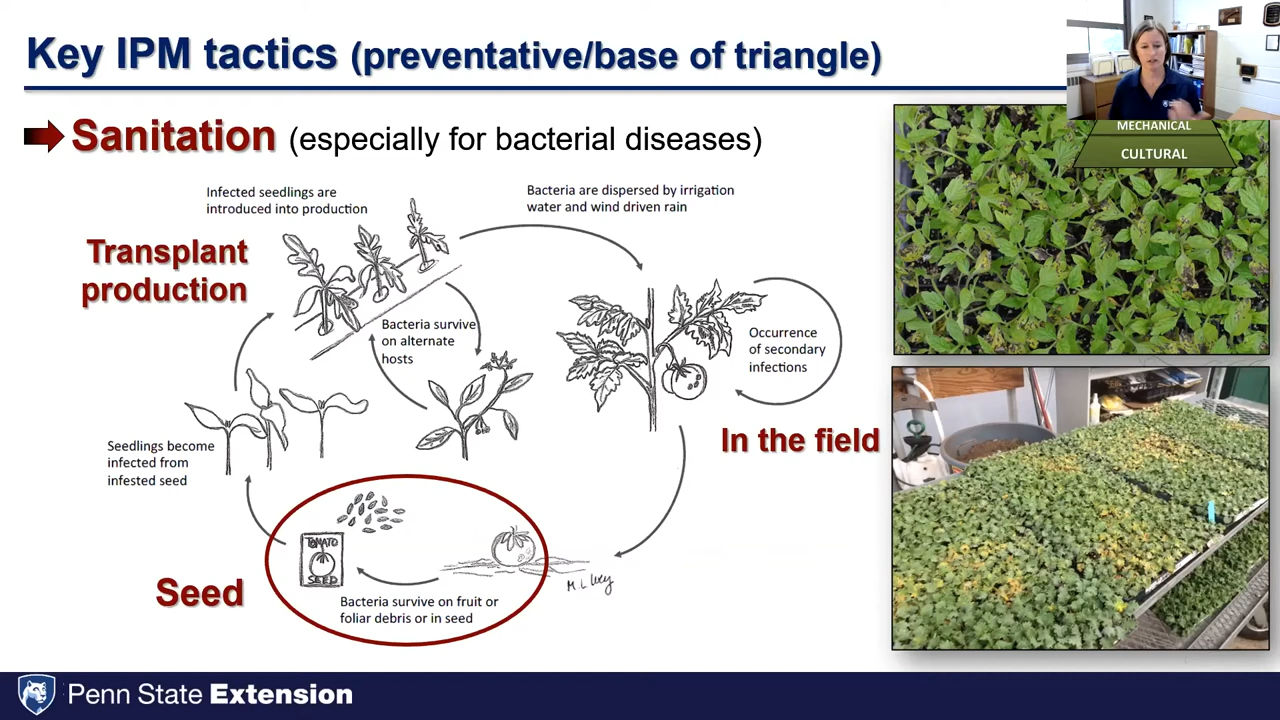 Key IPM tactics (preventative/base of triangle)
Sanitation (especially for bacterial diseases)
MECHANICAL
CULTURAL
Infected seedlings are
introduced into production
Bacteria are dispersed by irrigation
water and wind driven rain
Transplant
production
Bacteria survive
on alternate
hosts
Occurrence
of secondary
infections
In the field
Seedlings become
infected from
infested seed
TOMATO
SEED
Seed
Bacteria survive on fruit or
foliar debris or in seed
Penn State Extension